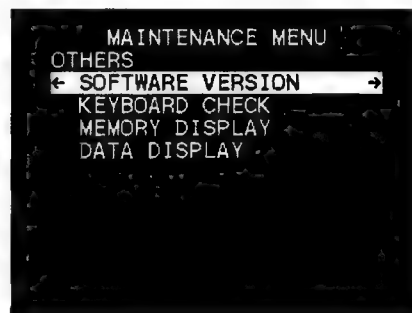 MAINTENANCE MENU
OTHERS
← SOFTWARE VERSION →
KEYBOARD CHECK
MEMORY DISPLAY
DATA DISPLAY